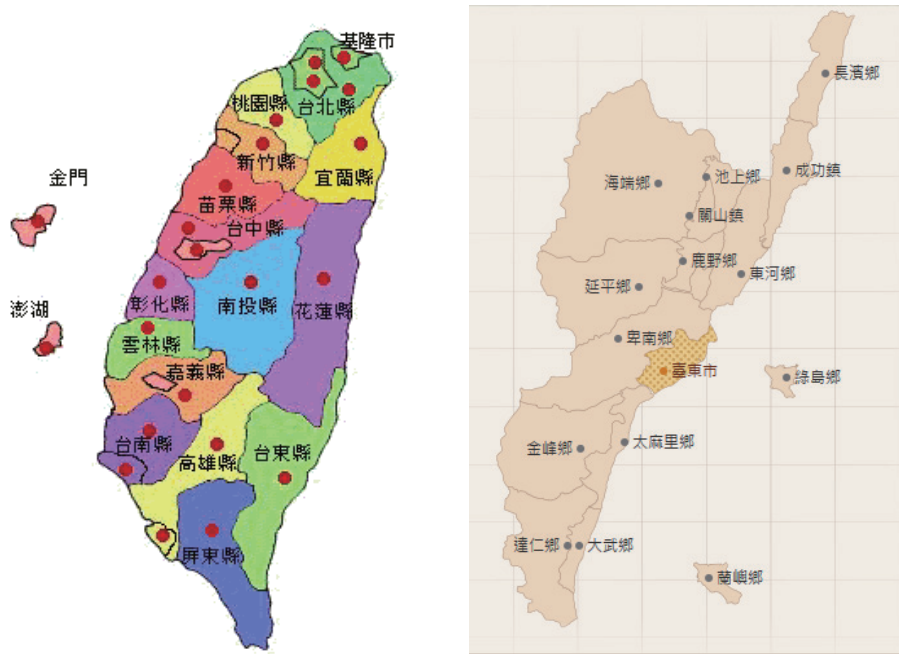 基隆市
台北縣
桃園縣
新竹縣
宜蘭縣
苗栗縣
金門
台中縣
彰化縣
南投縣
花蓮縣
澎湖
雲林縣
嘉義縣
台南縣
高雄縣
台東縣
屏東縣
長濱鄉
成功鎮
池上鄉
海端鄉
關山鎮
鹿野鄉
東河鄉
延平鄉
卑南鄉
臺東市
綠島鄉
太麻里鄉
金峰鄉
達仁鄉
大武鄉
蘭嶼鄉